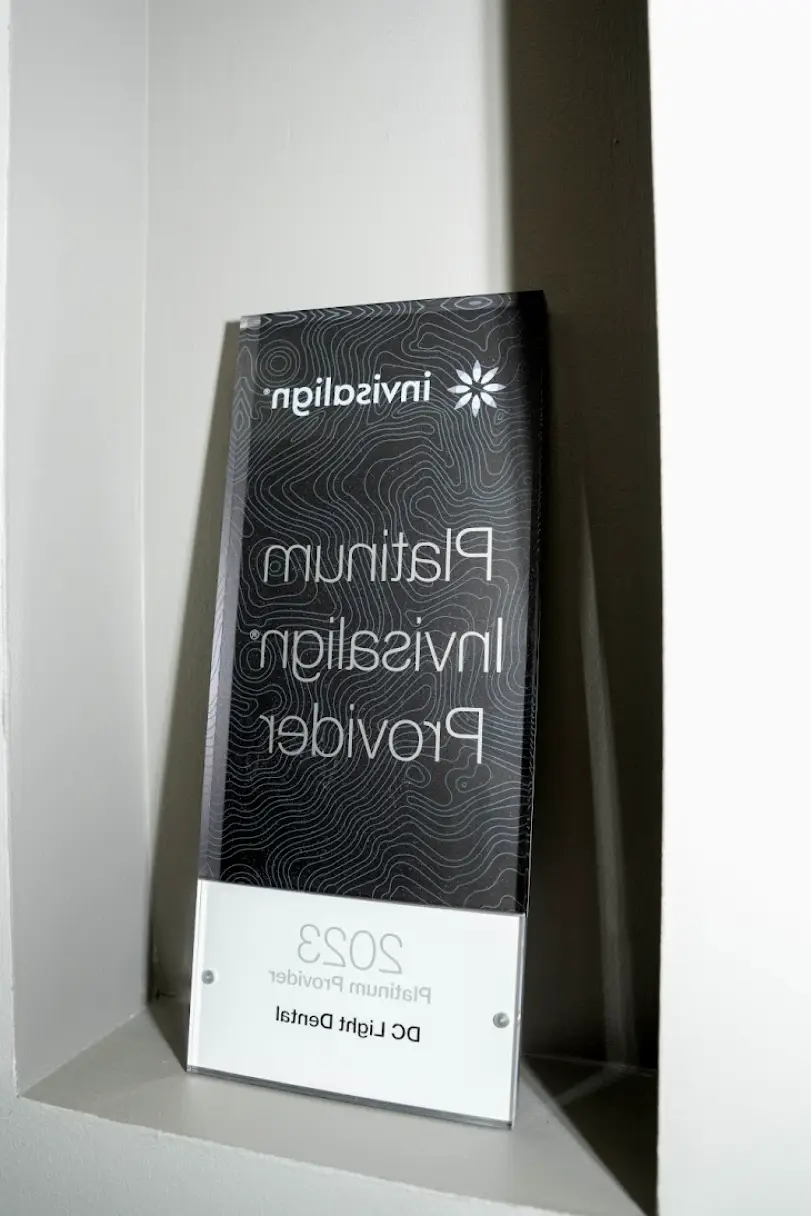 invisalign®
Platinum
Invisalign®
Provider
2023
Platinum Provider
DC Light Dental